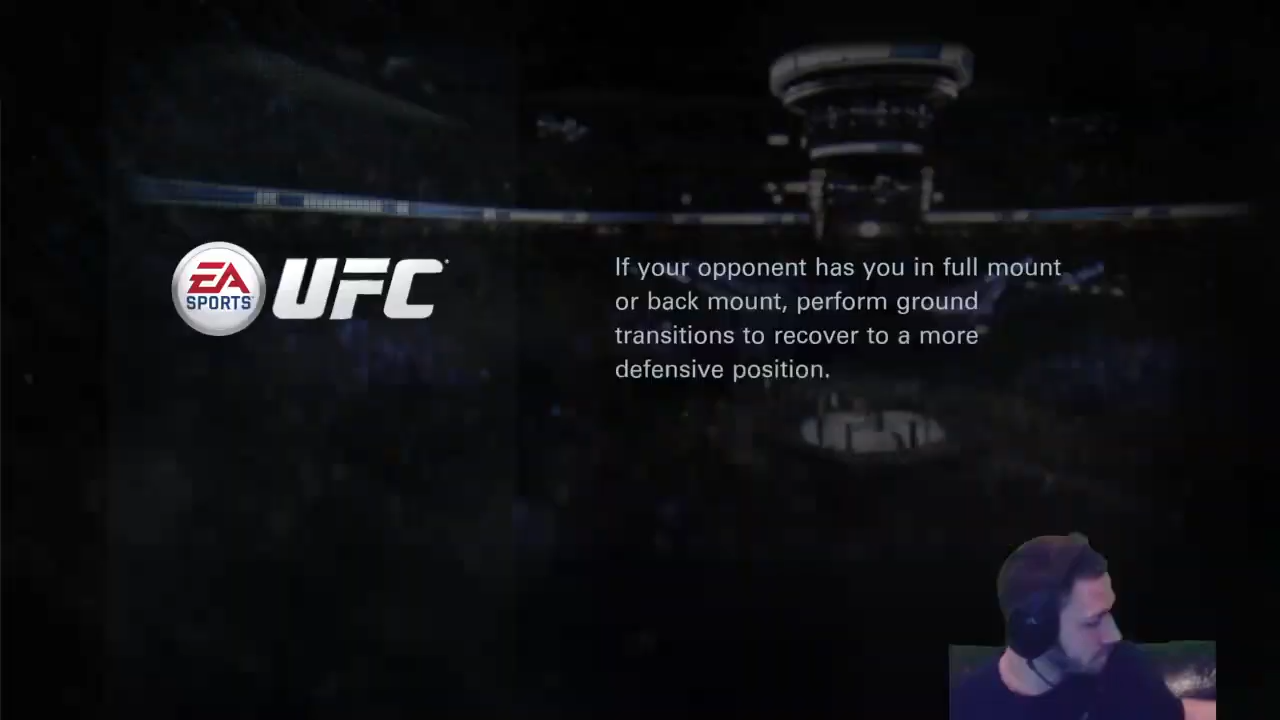 EA
SPORTS
UFC
If your opponent has you in full mount
or back mount, perform ground
transitions to recover to a more
defensive position.